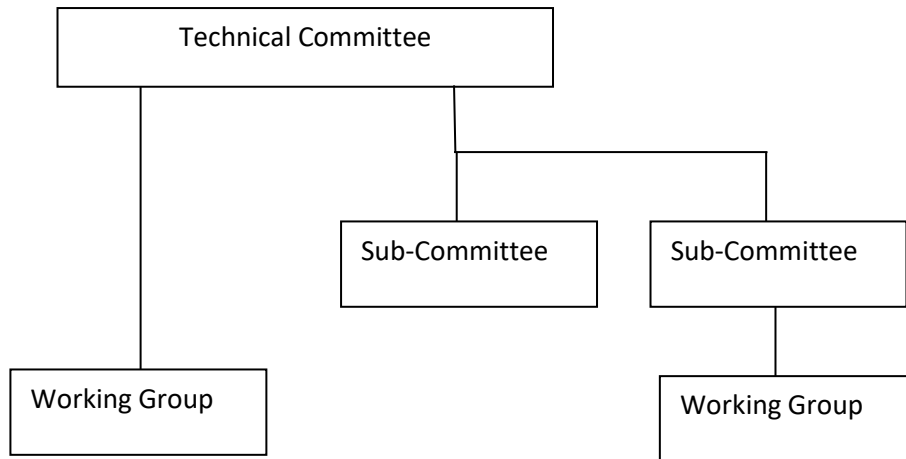 Technical Committee
Sub-Committee
Sub-Committee
Working Group
Working Group